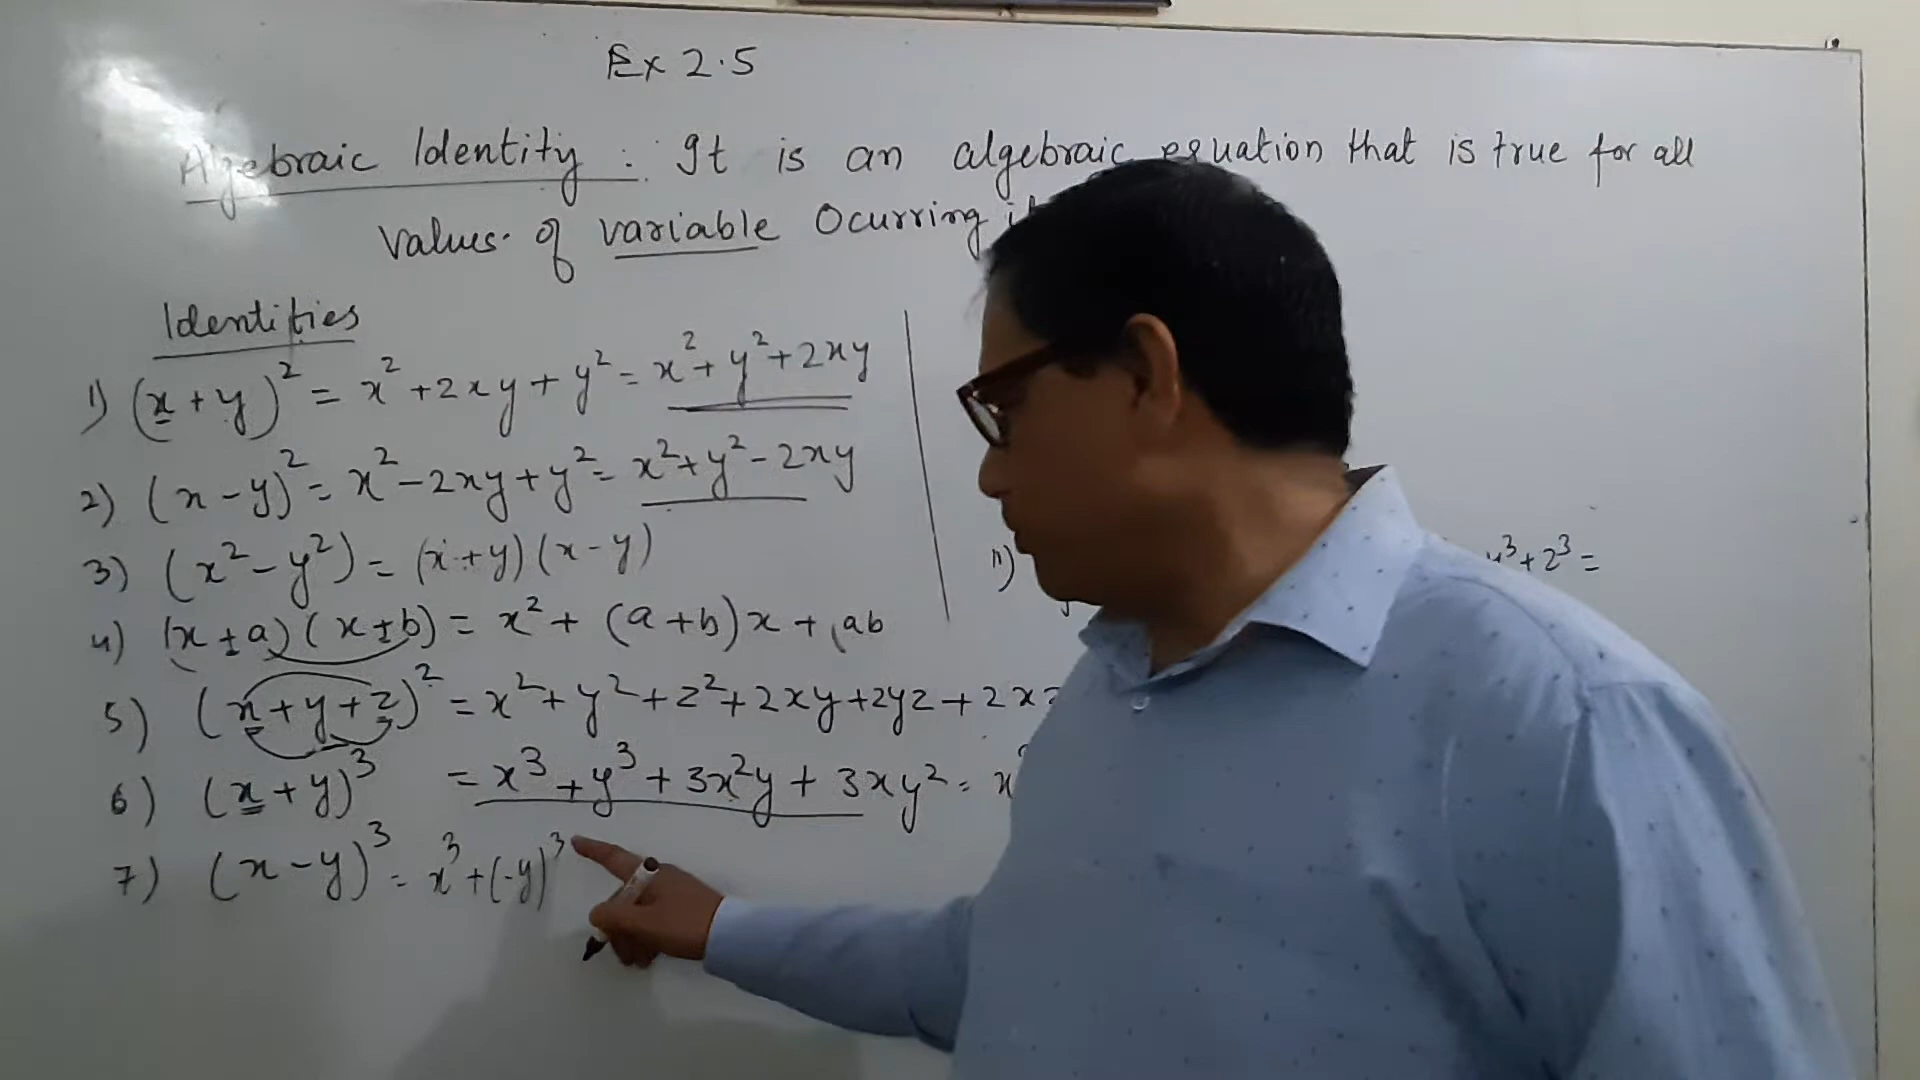 Ex 2.5
Algebraic Identity : It is an algebraic equation that is true for all
Values of variable Ocurring
Identities
1) (x + y)² = x² + 2xy + y² = x² + y² + 2xy
2) (x - y)² = x² - 2xy + y² = x² + y² - 2xy
3) (x² - y²) = (x + y)(x - y)
4) (x ± a)(x ± b) = x² + (a + b)x + ab
5) (x + y + z)² = x² + y² + z² + 2xy + 2yz + 2xz
6) (x + y)³ = x³ + y³ + 3x²y + 3xy² = x
7) (x - y)³ = x³ + (-y)³
11) y³ + z³ =